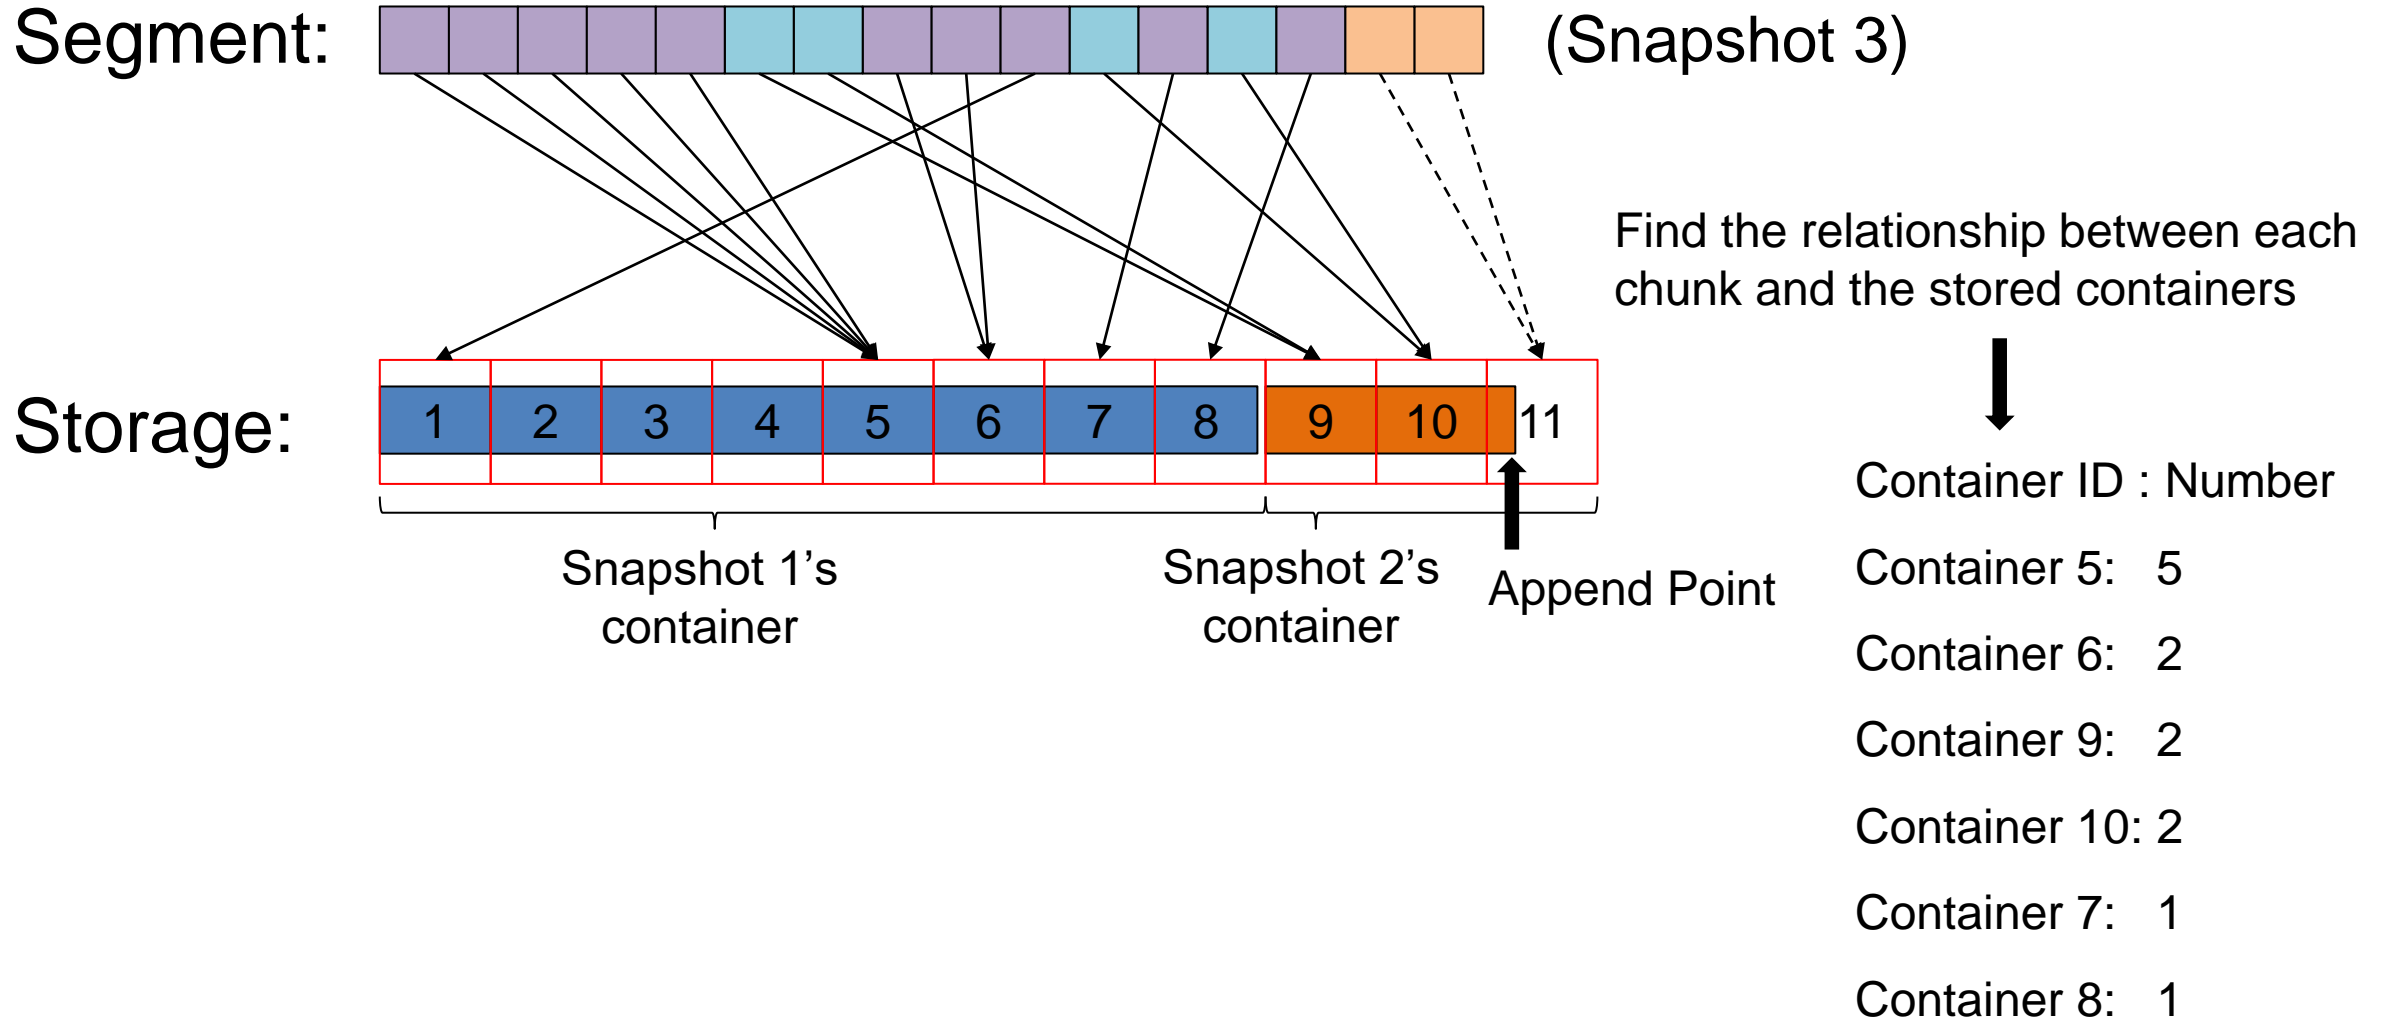 Segment:
(Snapshot 3)
Find the relationship between each
chunk and the stored containers
Storage:
1 2 3 4 5 6 7 8 9 10 11
Snapshot 1’s
container
Snapshot 2’s
container
Append Point
Container ID : Number
Container 5: 5
Container 6: 2
Container 9: 2
Container 10: 2
Container 7: 1
Container 8: 1